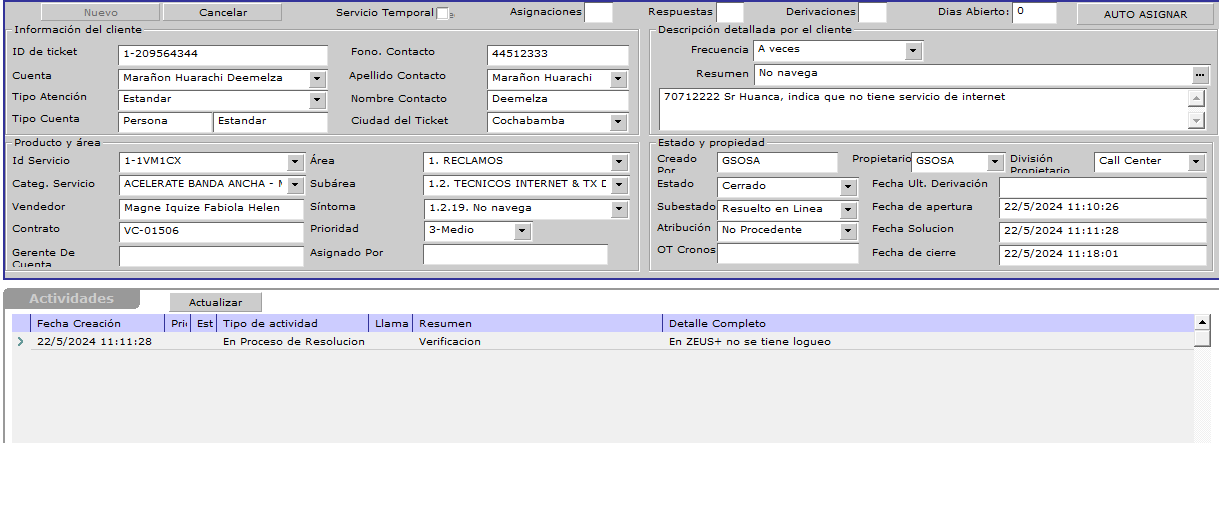 Nuevo Cancelar Servicio Temporal Asignaciones Respuestas Derivaciones Dias Abierto: 0 AUTO ASIGNAR
Información del cliente
ID de ticket 1-209564344 Fono. Contacto 44512333
Cuenta Marañon Huarachi Deemelza Apellido Contacto Marañon Huarachi
Tipo Atención Estandar Nombre Contacto Deemelza
Tipo Cuenta Persona Estandar Ciudad del Ticket Cochabamba
Descripción detallada por el cliente
Frecuencia A veces
Resumen No navega ...
70712222 Sr Huanca, indica que no tiene servicio de internet
Producto y área
Id Servicio 1-1VM1CX Área 1. RECLAMOS
Categ. Servicio ACELERATE BANDA ANCHA - Subárea 1.2. TECNICOS INTERNET & TX
Vendedor Magne Iquize Fabiola Helen Síntoma 1.2.19. No navega
Contrato VC-01506 Prioridad 3-Medio
Gerente De Cuenta Asignado Por
Estado y propiedad
Creado Por GSOSA Propietario GSOSA División Propietario Call Center
Estado Cerrado Fecha Ult. Derivación
Subestado Resuelto en Linea Fecha de apertura 22/5/2024 11:10:26
Atribución No Procedente Fecha Solucion 22/5/2024 11:11:28
OT Cronos Fecha de cierre 22/5/2024 11:18:01
Actividades Actualizar
Fecha Creación Pri Est Tipo de actividad Llama Resumen Detalle Completo
22/5/2024 11:11:28 En Proceso de Resolucion Verificacion En ZEUS+ no se tiene logueo